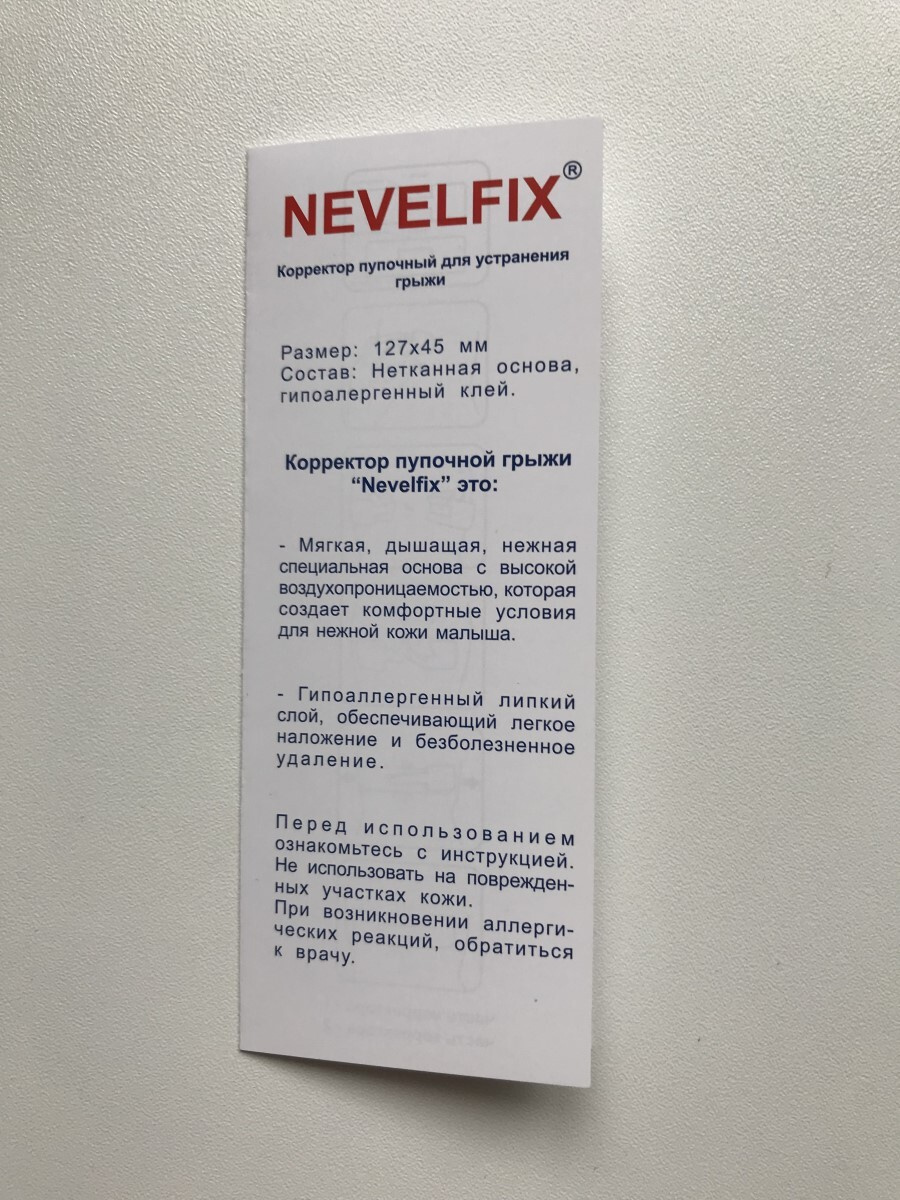 NEVELFIX®
Корректор пупочный для устранения
грыжи
Размер: 127х45 мм
Состав: Нетканная основа,
гипоалергенный клей.
Корректор пупочной грыжи
“Nevelfix” это:
- Мягкая, дышащая, нежная
специальная основа с высокой
воздухопроницаемостью, которая
создает комфортные условия
для нежной кожи малыша.
- Гипоаллергенный липкий
слой, обеспечивающий легкое
наложение и безболезненное
удаление.
Перед использованием
ознакомьтесь с инструкцией.
Не использовать на поврежден-
ных участках кожи.
При возникновении аллерги-
ческих реакций, обратиться
к врачу.